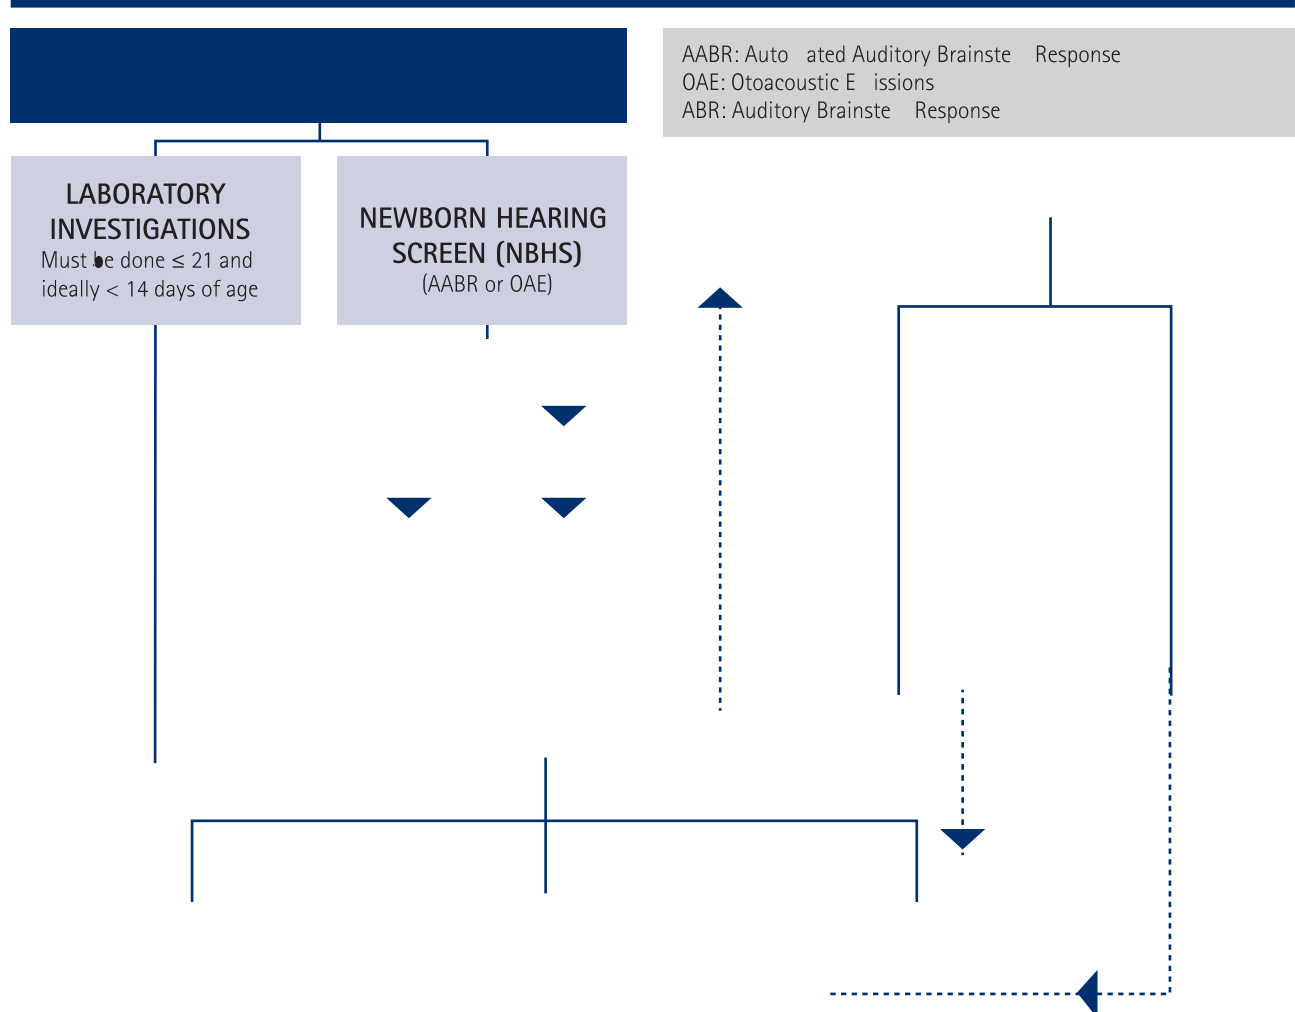 AABR: Auto ated Auditory Brainste Response
OAE: Otoacoustic E issions
ABR: Auditory Brainste Response
LABORATORY
INVESTIGATIONS
Must be done ≤ 21 and
ideally < 14 days of age
NEWBORN HEARING
SCREEN (NBHS)
(AABR or OAE)